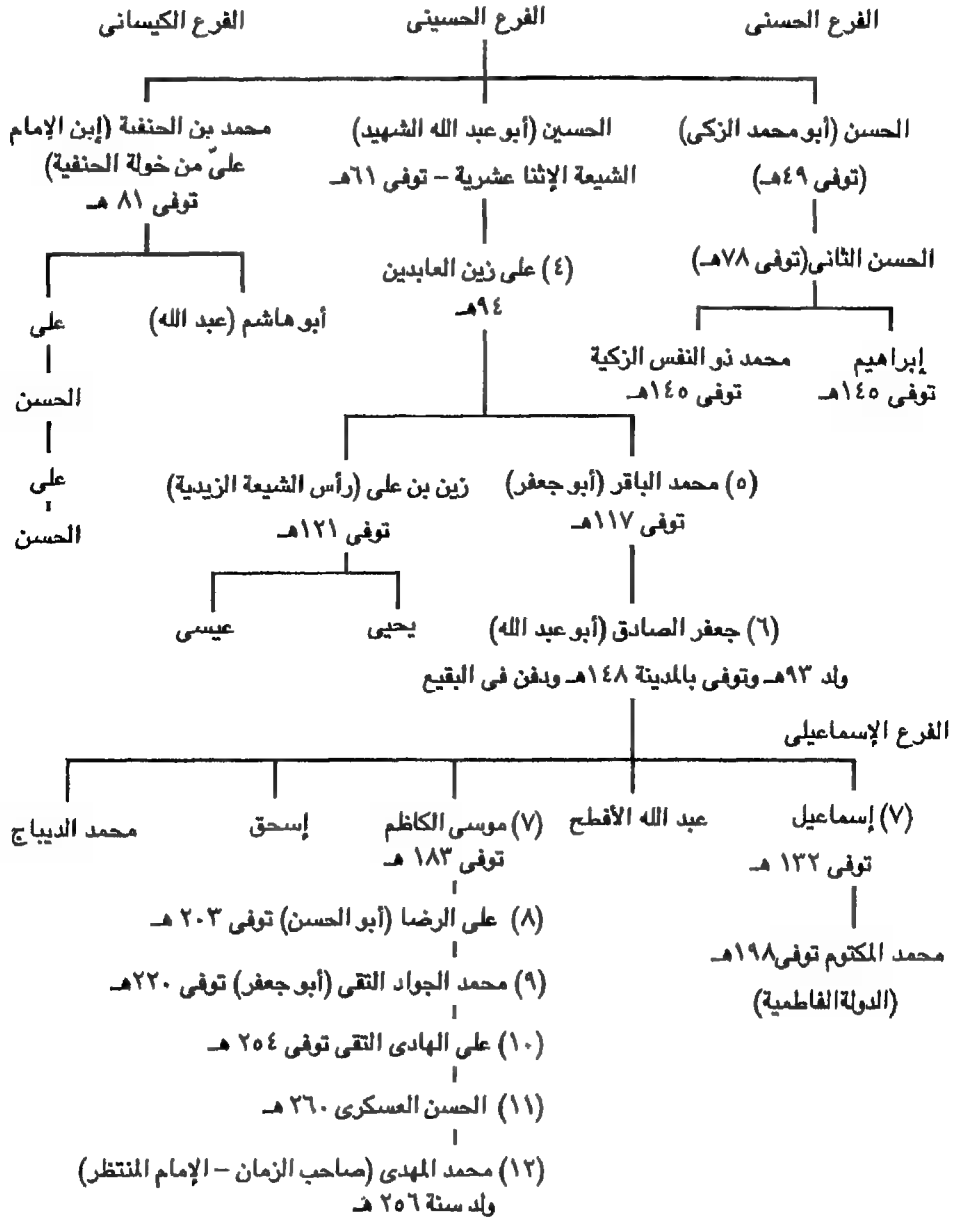 الفرع الحسنى
الفرع الحسينى
الفرع الكيسانى
الحسن (أبو محمد الزكى)
(توفى ٤٩هـ)
الحسين (أبو عبد الله الشهيد)
الشيعة الإثنا عشرية – توفى ٦١هـ
محمد بن الحنفية (إبن الإمام
علىّ من خولة الحنفية)
توفى ٨١ هـ
الحسن الثانى (توفى ٧٨هـ)
(٤) على زين العابدين
٩٤هـ
أبو هاشم (عبد الله)
على
إبراهيم
توفى ١٤٥هـ
محمد ذو النفس الزكية
توفى ١٤٥هـ
الحسن
على
الحسن
(٥) محمد الباقر (أبو جعفر)
توفى ١١٧هـ
زين بن على (رأس الشيعة الزيدية)
توفى ١٢١هـ
يحيى
عيسى
(٦) جعفر الصادق (أبو عبد الله)
ولد ٩٣هـ وتوفى بالمدينة ١٤٨هـ ودفن فى البقيع
الفرع الإسماعيلى
(٧) إسماعيل
توفى ١٣٢ هـ
عبد الله الأفطح
(٧) موسى الكاظم
توفى ١٨٣ هـ
إسحق
محمد الديباج
محمد المكتوم توفى ١٩٨هـ
(الدولة الفاطمية)
(٨) على الرضا (أبو الحسن) توفى ٢٠٣ هـ
(٩) محمد الجواد التقى (أبو جعفر) توفى ٢٢٠هـ
(١٠) على الهادى التقى توفى ٢٥٤ هـ
(١١) الحسن العسكرى ٢٦٠ هـ
(١٢) محمد المهدى (صاحب الزمان – الإمام المنتظر)
ولد سنة ٢٥٦ هـ